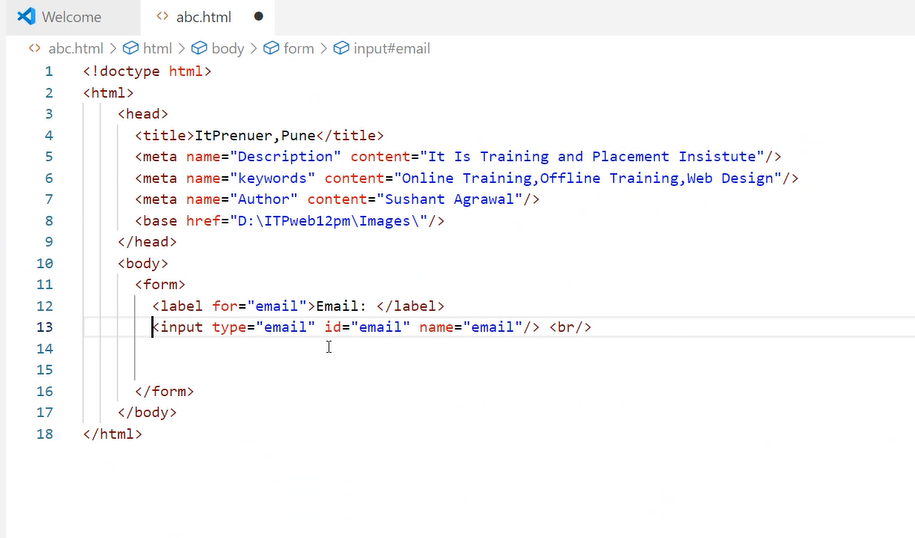 Welcome abc.html
abc.html > html > body > form > input#email
1 <!doctype html>
2 <html>
3 <head>
4 <title>ItPrenuer,Pune</title>
5 <meta name="Description" content="It Is Training and Placement Insistute"/>
6 <meta name="keywords" content="Online Training,Offline Training,Web Design"/>
7 <meta name="Author" content="Sushant Agrawal"/>
8 <base href="D:\ITPweb12pm\Images\"/>
9 </head>
10 <body>
11 <form>
12 <label for="email">Email: </label>
13 <input type="email" id="email" name="email"/> <br/>
14
15
16 </form>
17 </body>
18 </html>